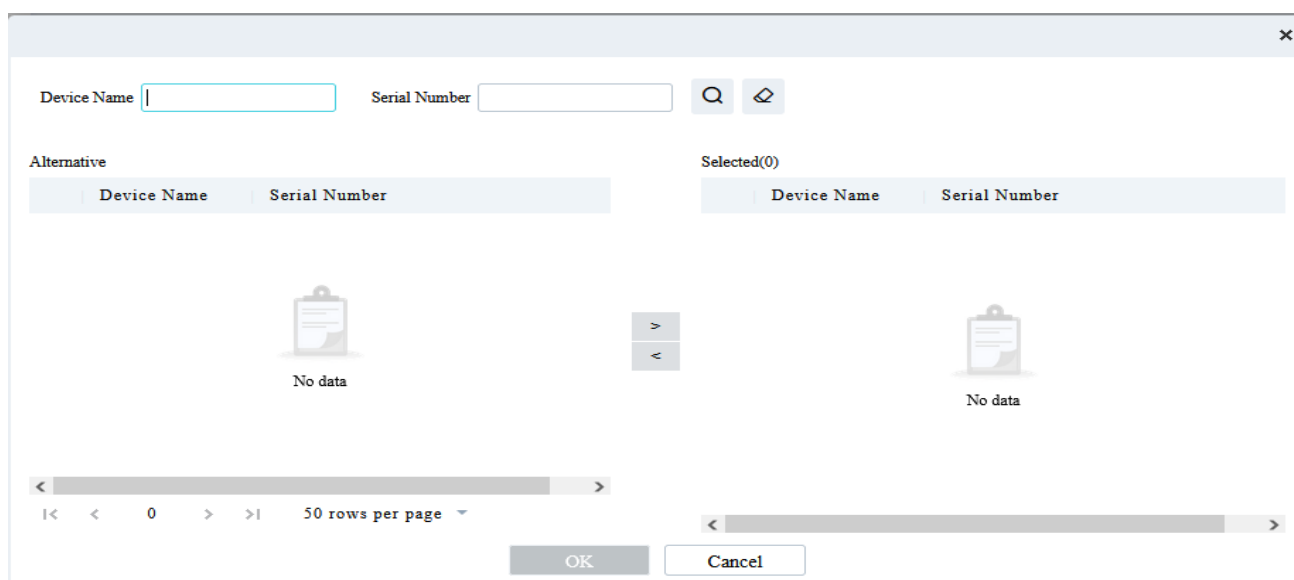 ×
Device Name Serial Number
Alternative
Device Name Serial Number
No data
>
<
0 50 rows per page
Selected(0)
Device Name Serial Number
No data
OK Cancel